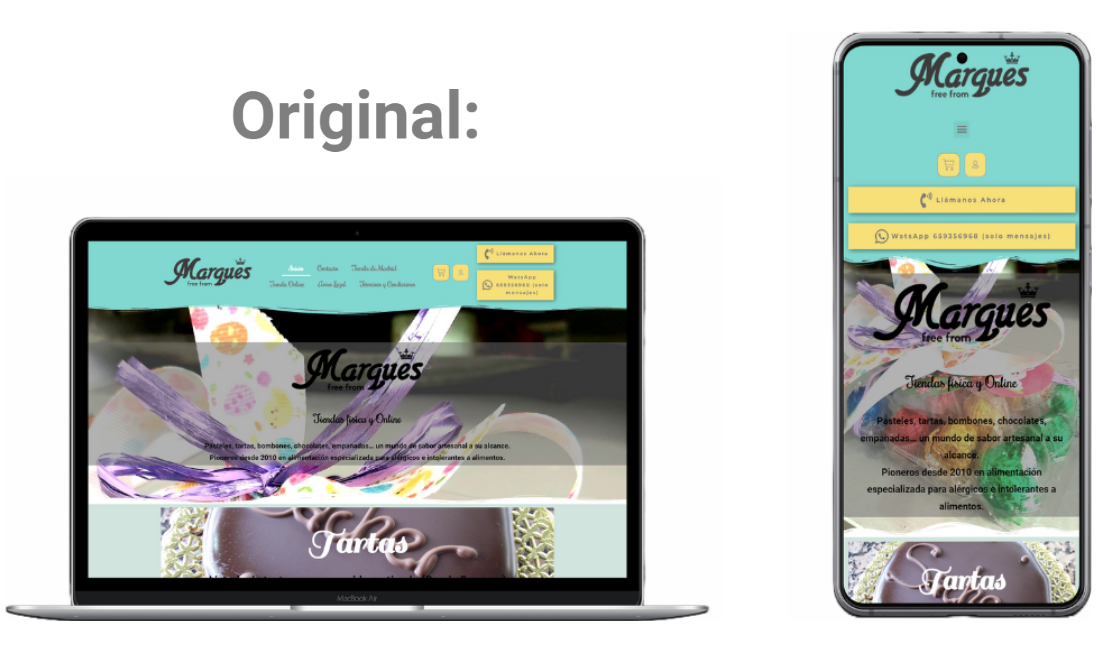 Original:
Marques
free from
Inicio
Contacto
Tienda de Madrid
Tienda Online
Aviso Legal
Términos y Condiciones
Llámanos Ahora
WatsApp
659356968 (solo
mensajes)
Marques
free from
Tiendas física y Online
Pasteles, tartas, bombones, chocolates, empanadas... un mundo de sabor artesanal a su alcance.
Pioneros desde 2010 en alimentación especializada para alérgicos e intolerantes a alimentos.
Tartas
MacBook Air
Marques
free from
Llámanos Ahora
WatsApp 659356968 (solo mensajes)
Marques
free from
Tiendas física y Online
Pasteles, tartas, bombones, chocolates,
empanadas... un mundo de sabor artesanal a su
alcance.
Pioneros desde 2010 en alimentación
especializada para alérgicos e intolerantes a
alimentos.
Tartas